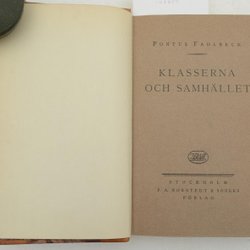 PONTUS FAHLBECK
KLASSERNA
OCH SAMHÄLLET
STOCKHOLM
P. A. NORSTEDT & SÖNERS
FÖRLAG